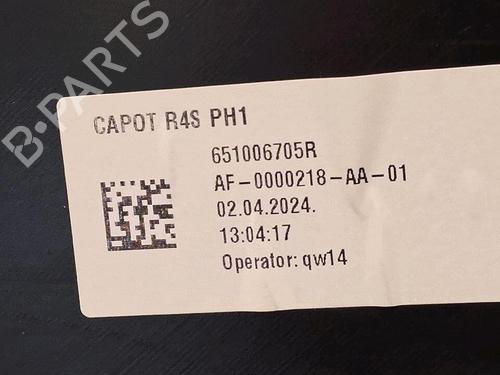 B-PARTS
CAPOT R4S PH1
651006705R
AF-0000218-AA-01
02.04.2024.
13:04:17
Operator: qw14